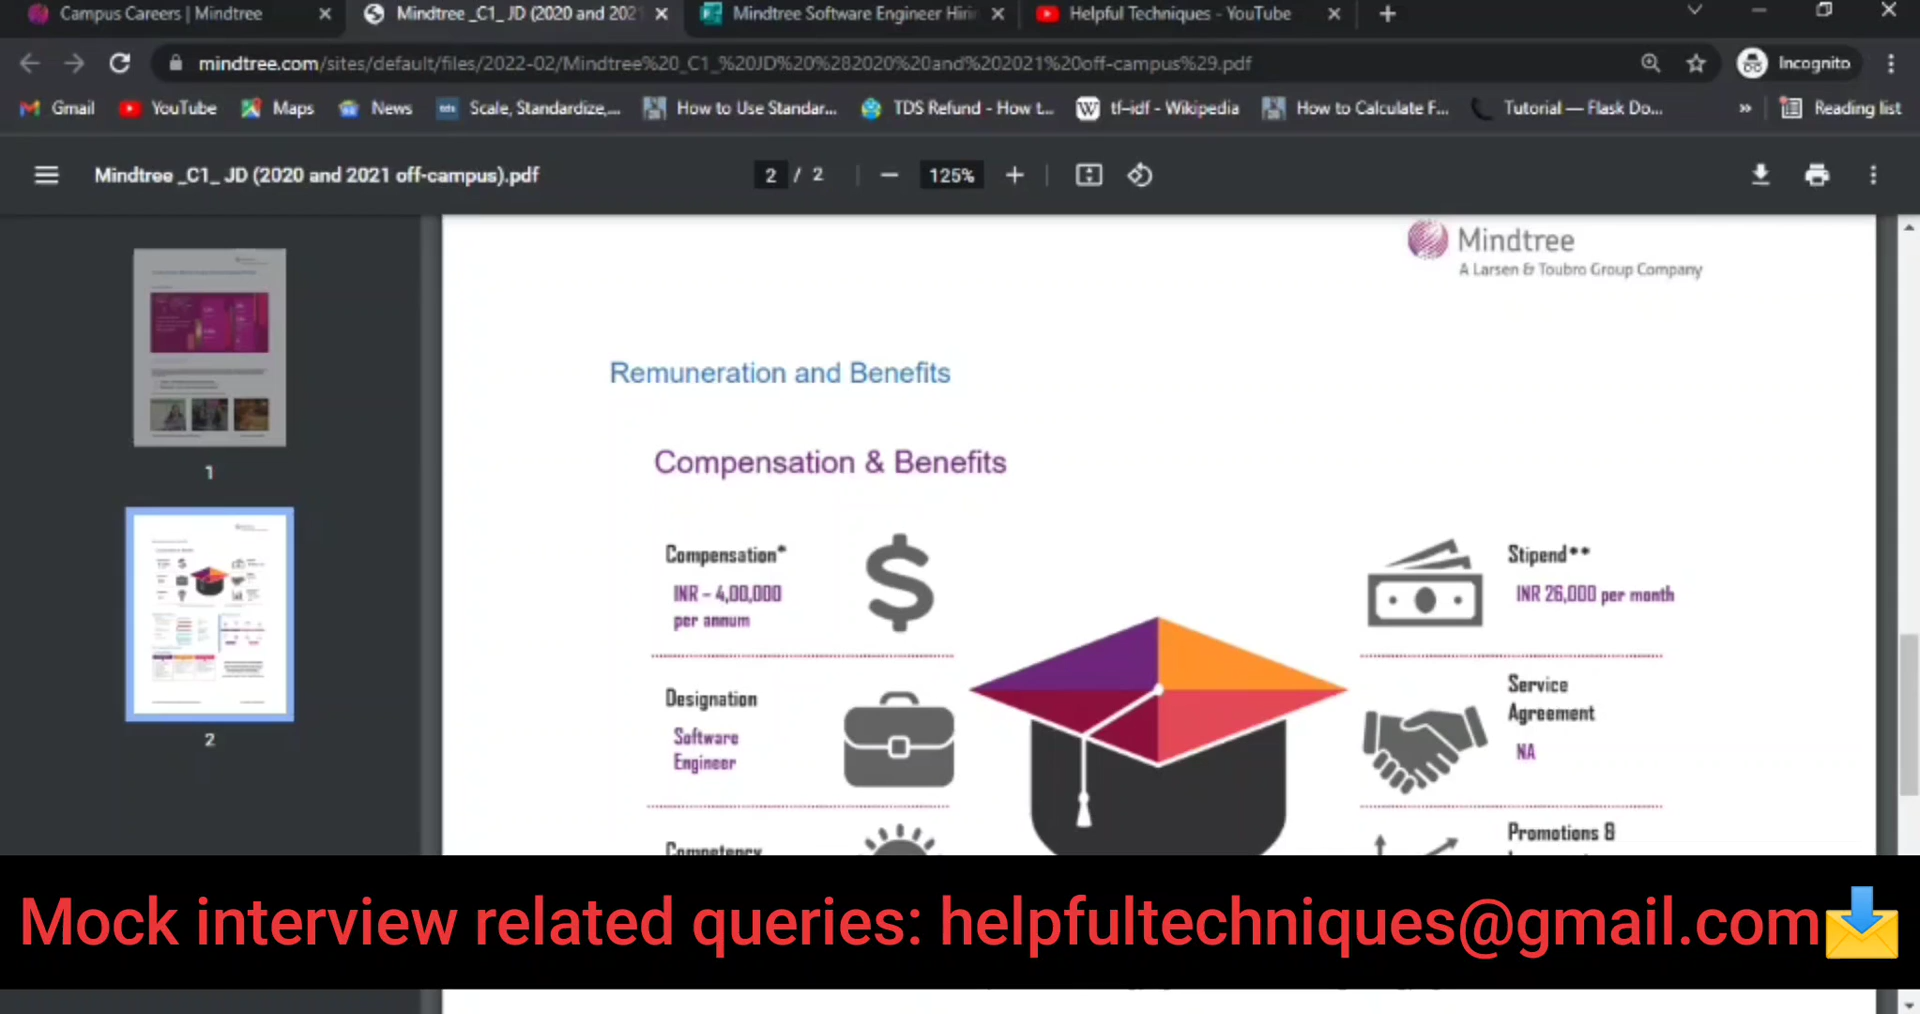 Campus Careers | Mindtree
Mindtree _C1_ JD (2020 and 202
Mindtree Software Engineer Hirin
Helpful Techniques - YouTube
mindtree.com/sites/default/files/2022-02/Mindtree%20_C1_%20JD%20%282020%20and%202021%20off-campus%29.pdf
Incognito
Gmail
YouTube
Maps
News
Scale, Standardize,...
How to Use Standar...
TDS Refund - How t...
tf-idf - Wikipedia
How to Calculate F...
Tutorial — Flask Do...
Reading list
Mindtree _C1_ JD (2020 and 2021 off-campus).pdf
2 / 2
125%
1
2
Mindtree
A Larsen & Toubro Group Company
Remuneration and Benefits
Compensation & Benefits
Compensation*
INR – 4,00,000
per annum
Stipend**
INR 26,000 per month
Designation
Software
Engineer
Service
Agreement
NA
Competency
Promotions &
Mock interview related queries: helpfultechniques@gmail.com